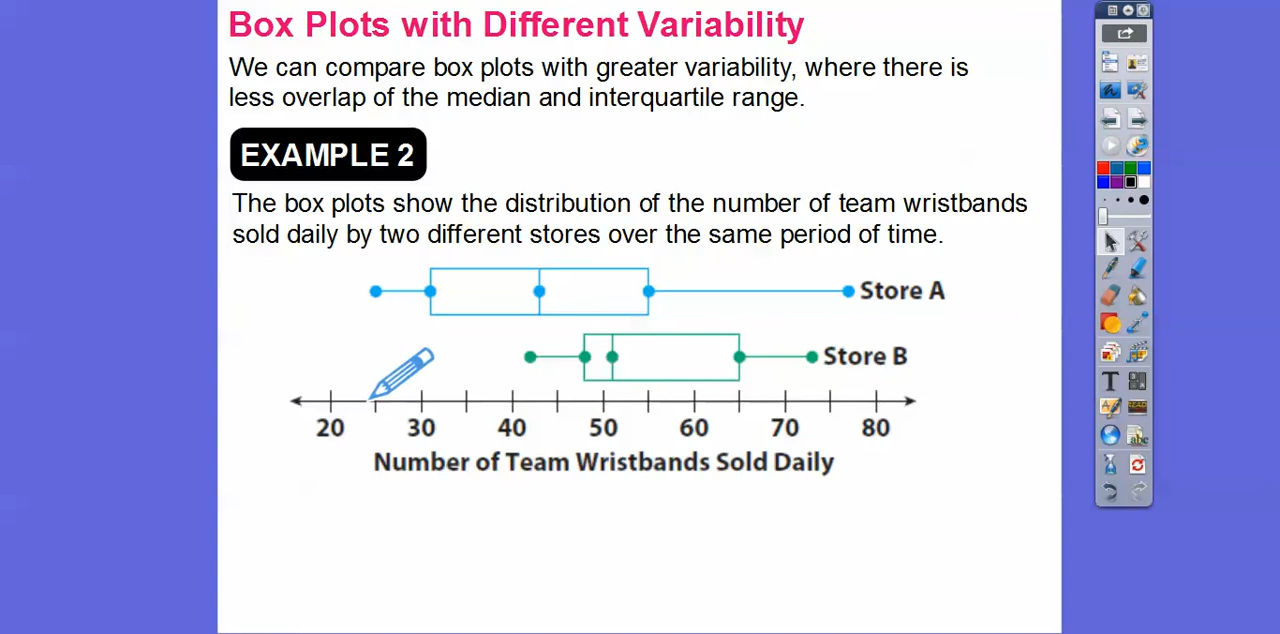 Box Plots with Different Variability
We can compare box plots with greater variability, where there is
less overlap of the median and interquartile range.
EXAMPLE 2
The box plots show the distribution of the number of team wristbands
sold daily by two different stores over the same period of time.
Store A
Store B
20 30 40 50 60 70 80
Number of Team Wristbands Sold Daily